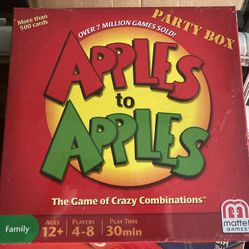 More than
500 cards
PARTY BOX
OVER 7 MILLION GAMES SOLD!
APPLES
to
APPLES
The Game of Crazy Combinations™
Family
AGES
12+
PLAYERS
4-8
PLAY TIME
30min
M
mattel
GAMES